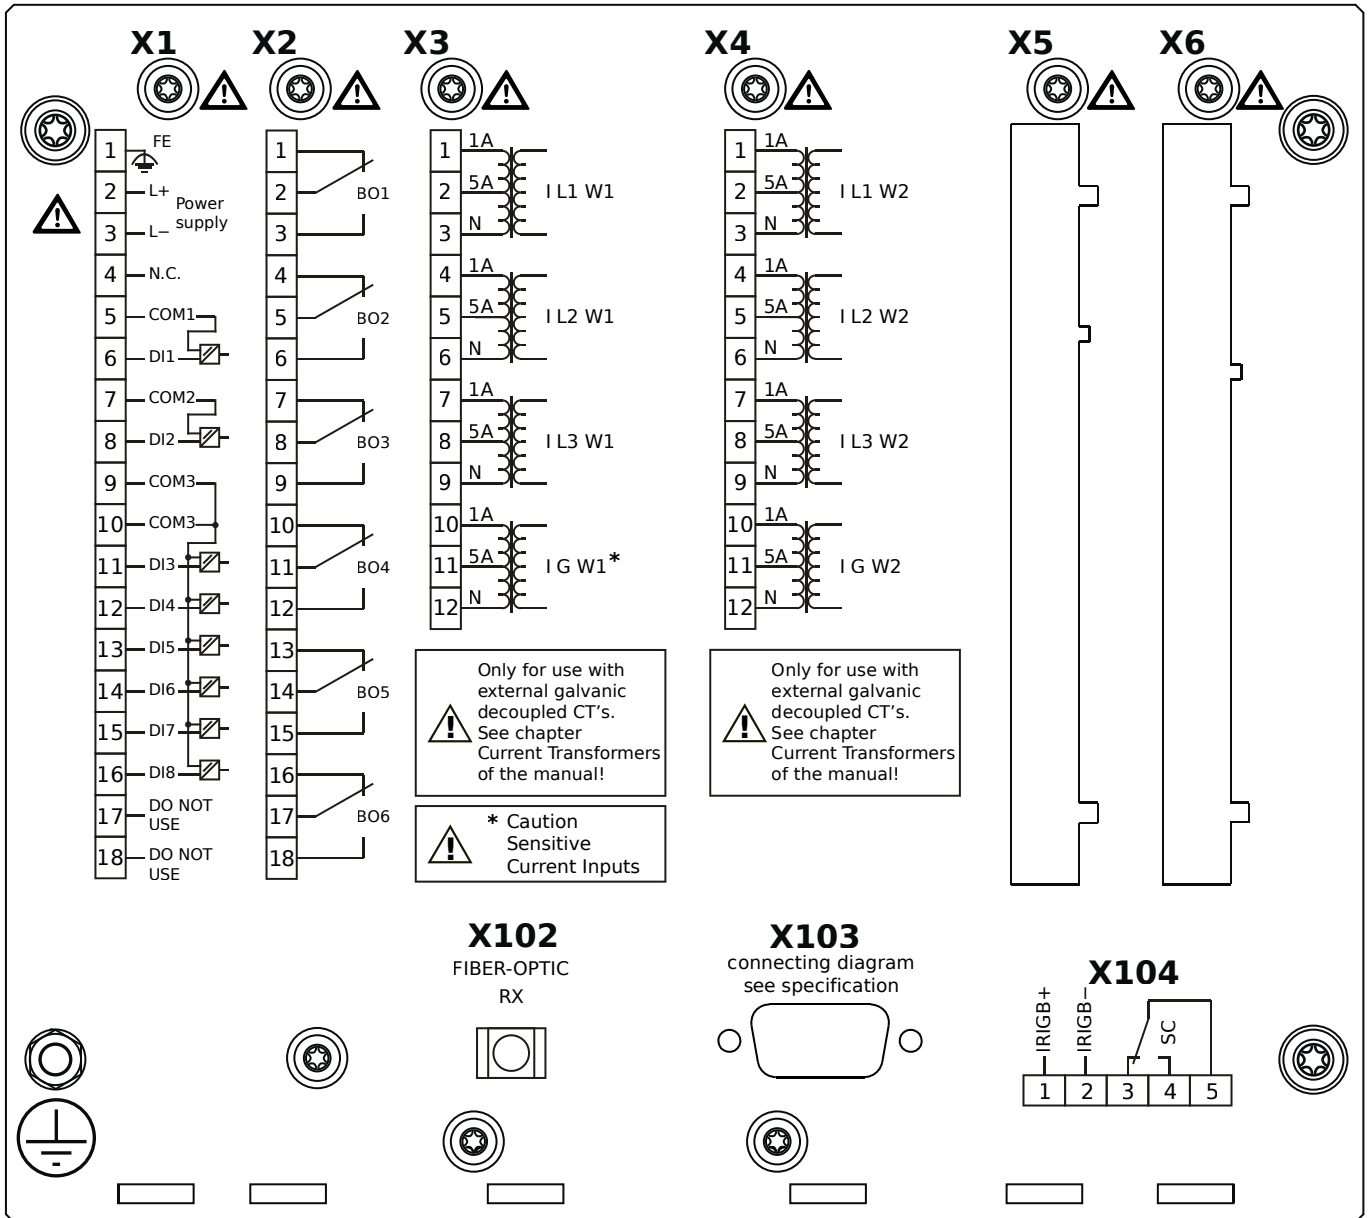 X1 X2 X3 X4 X5 X6
1 FE
2 L+
Power
supply
3 L−
4 N.C.
5 COM1
6 DI1
7 COM2
8 DI2
9 COM3
10 COM3
11 DI3
12 DI4
13 DI5
14 DI6
15 DI7
16 DI8
17 DO NOT
USE
18 DO NOT
USE
1
2 BO1
3
4
5 BO2
6
7
8 BO3
9
10
11 BO4
12
13
14 BO5
15
16
17 BO6
18
1 1A
2 5A I L1 W1
3 N
4 1A
5 5A I L2 W1
6 N
7 1A
8 5A I L3 W1
9 N
10 1A
11 5A I G W1*
12 N
Only for use with
external galvanic
decoupled CT's.
! See chapter
Current Transformers
of the manual!
* Caution
! Sensitive
Current Inputs
1 1A
2 5A I L1 W2
3 N
4 1A
5 5A I L2 W2
6 N
7 1A
8 5A I L3 W2
9 N
10 1A
11 5A I G W2
12 N
Only for use with
external galvanic
decoupled CT's.
! See chapter
Current Transformers
of the manual!
X102
FIBER-OPTIC
RX
X103
connecting diagram
see specification
X104
IRIGB+
IRIGB−
SC
1 2 3 4 5